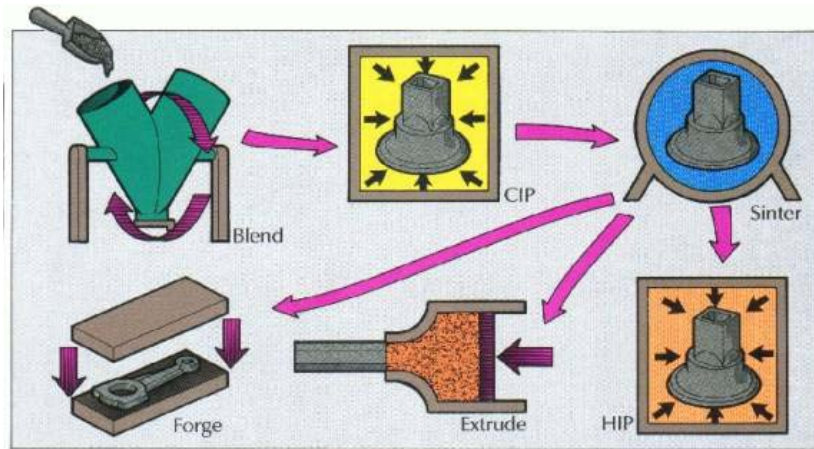 Blend
CIP
Sinter
Forge
Extrude
HIP